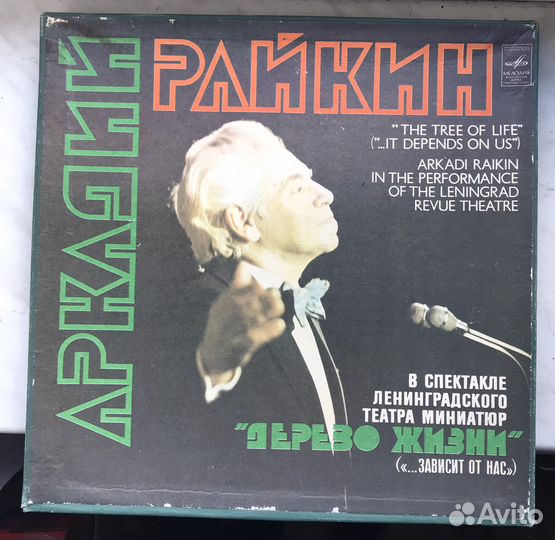 АРКАДИЙ
РАЙКИН
МЕЛОДИЯ
"THE TREE OF LIFE"
("...IT DEPENDS ON US")
ARKADI RAIKIN
IN THE PERFORMANCE
OF THE LENINGRAD
REVUE THEATRE
В СПЕКТАКЛЕ
ЛЕНИНГРАДСКОГО
ТЕАТРА МИНИАТЮР
"ДЕРЕВО ЖИЗНИ"
(«...ЗАВИСИТ ОТ НАС»)
Avito